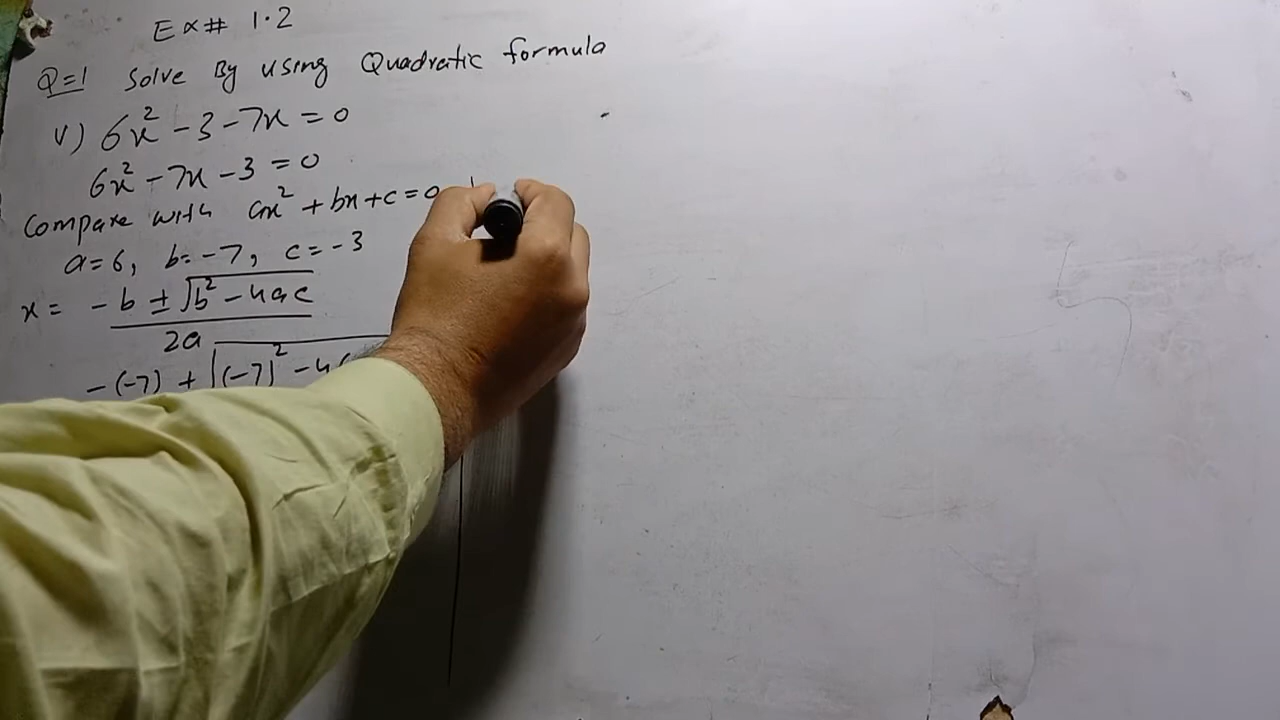 Ex# 1.2
Q=1 Solve By using Quadratic formula
v) 6x² - 3 - 7x = 0
6x² - 7x - 3 = 0
Compare with ax² + bx + c = 0
a = 6, b = -7, c = -3
x = -b ± √b² - 4ac
2a
-(-7) + √(-7)² - 4(